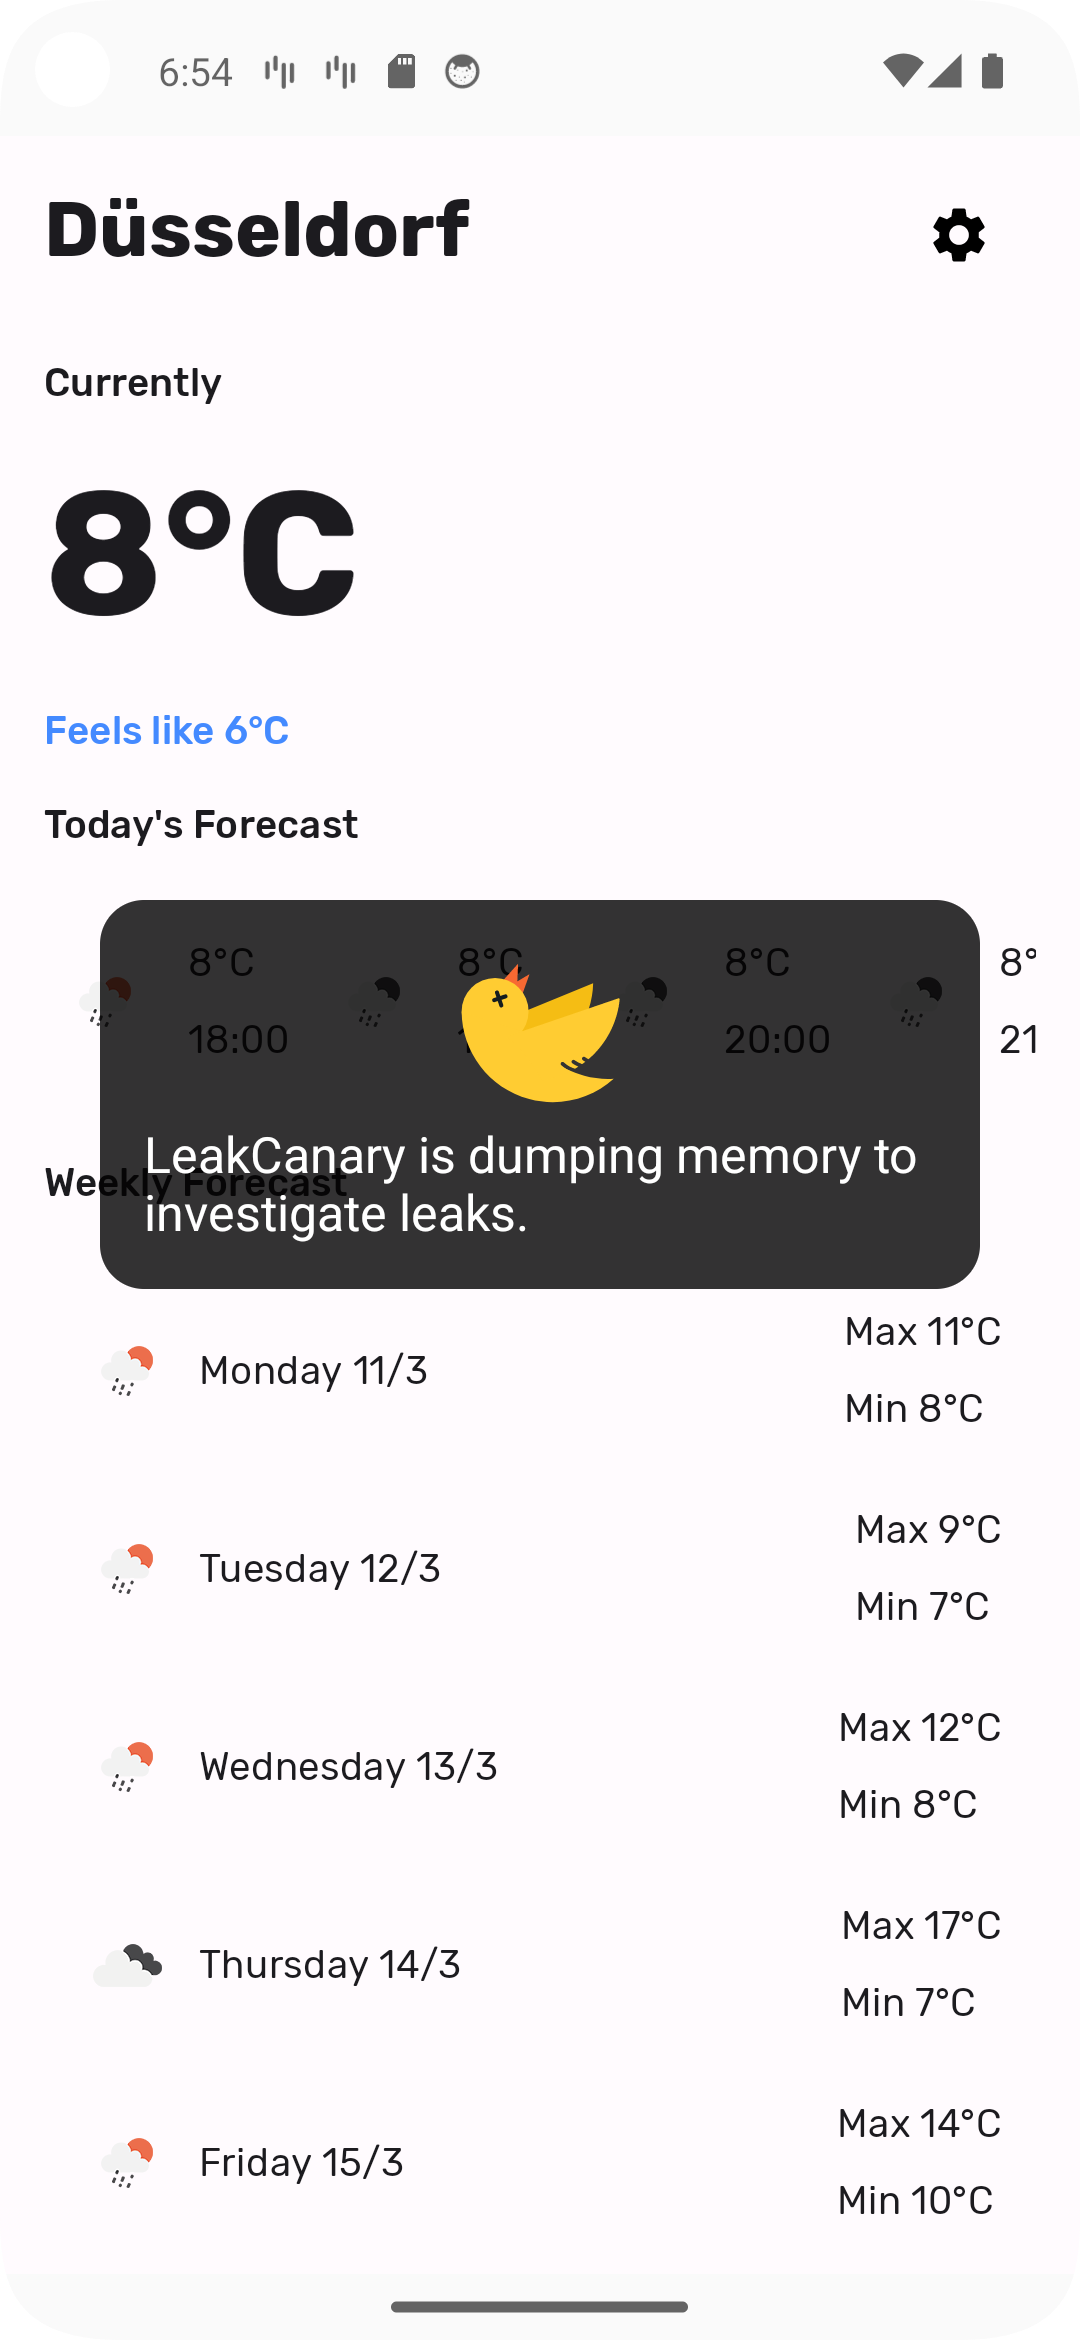 6:54
Düsseldorf
Currently
8°C
Feels like 6°C
Today's Forecast
8°C 8°C 8°C 8°
18:00 20:00 21
LeakCanary is dumping memory to
investigate leaks.
Weekly Forecast
Monday 11/3
Max 11°C
Min 8°C
Tuesday 12/3
Max 9°C
Min 7°C
Wednesday 13/3
Max 12°C
Min 8°C
Thursday 14/3
Max 17°C
Min 7°C
Friday 15/3
Max 14°C
Min 10°C